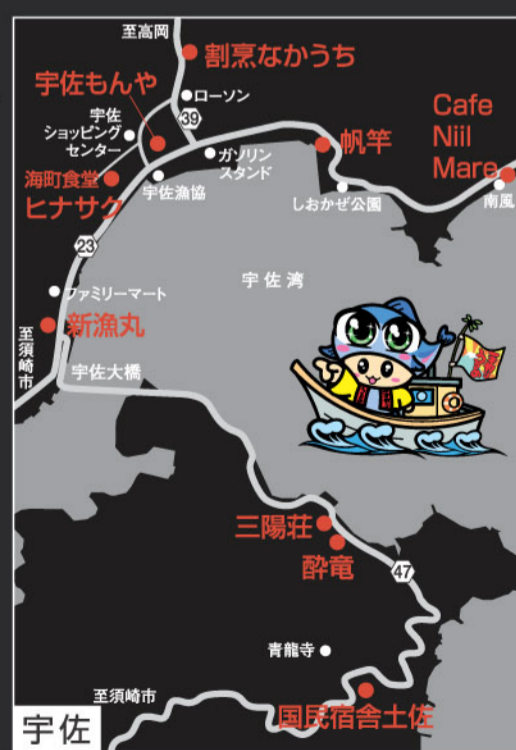 至高岡
割烹なかうち
宇佐もんや
ローソン
39
宇佐
ショッピング
センター
Cafe
Niil
Mare
帆竿
ガソリン
スタンド
海町食堂
ヒナサク
宇佐漁協
しおかぜ公園
南風
23
宇佐湾
ファミリーマート
新漁丸
至須崎市
宇佐大橋
三陽荘
酔竜
47
青龍寺
至須崎市
国民宿舎土佐
宇佐